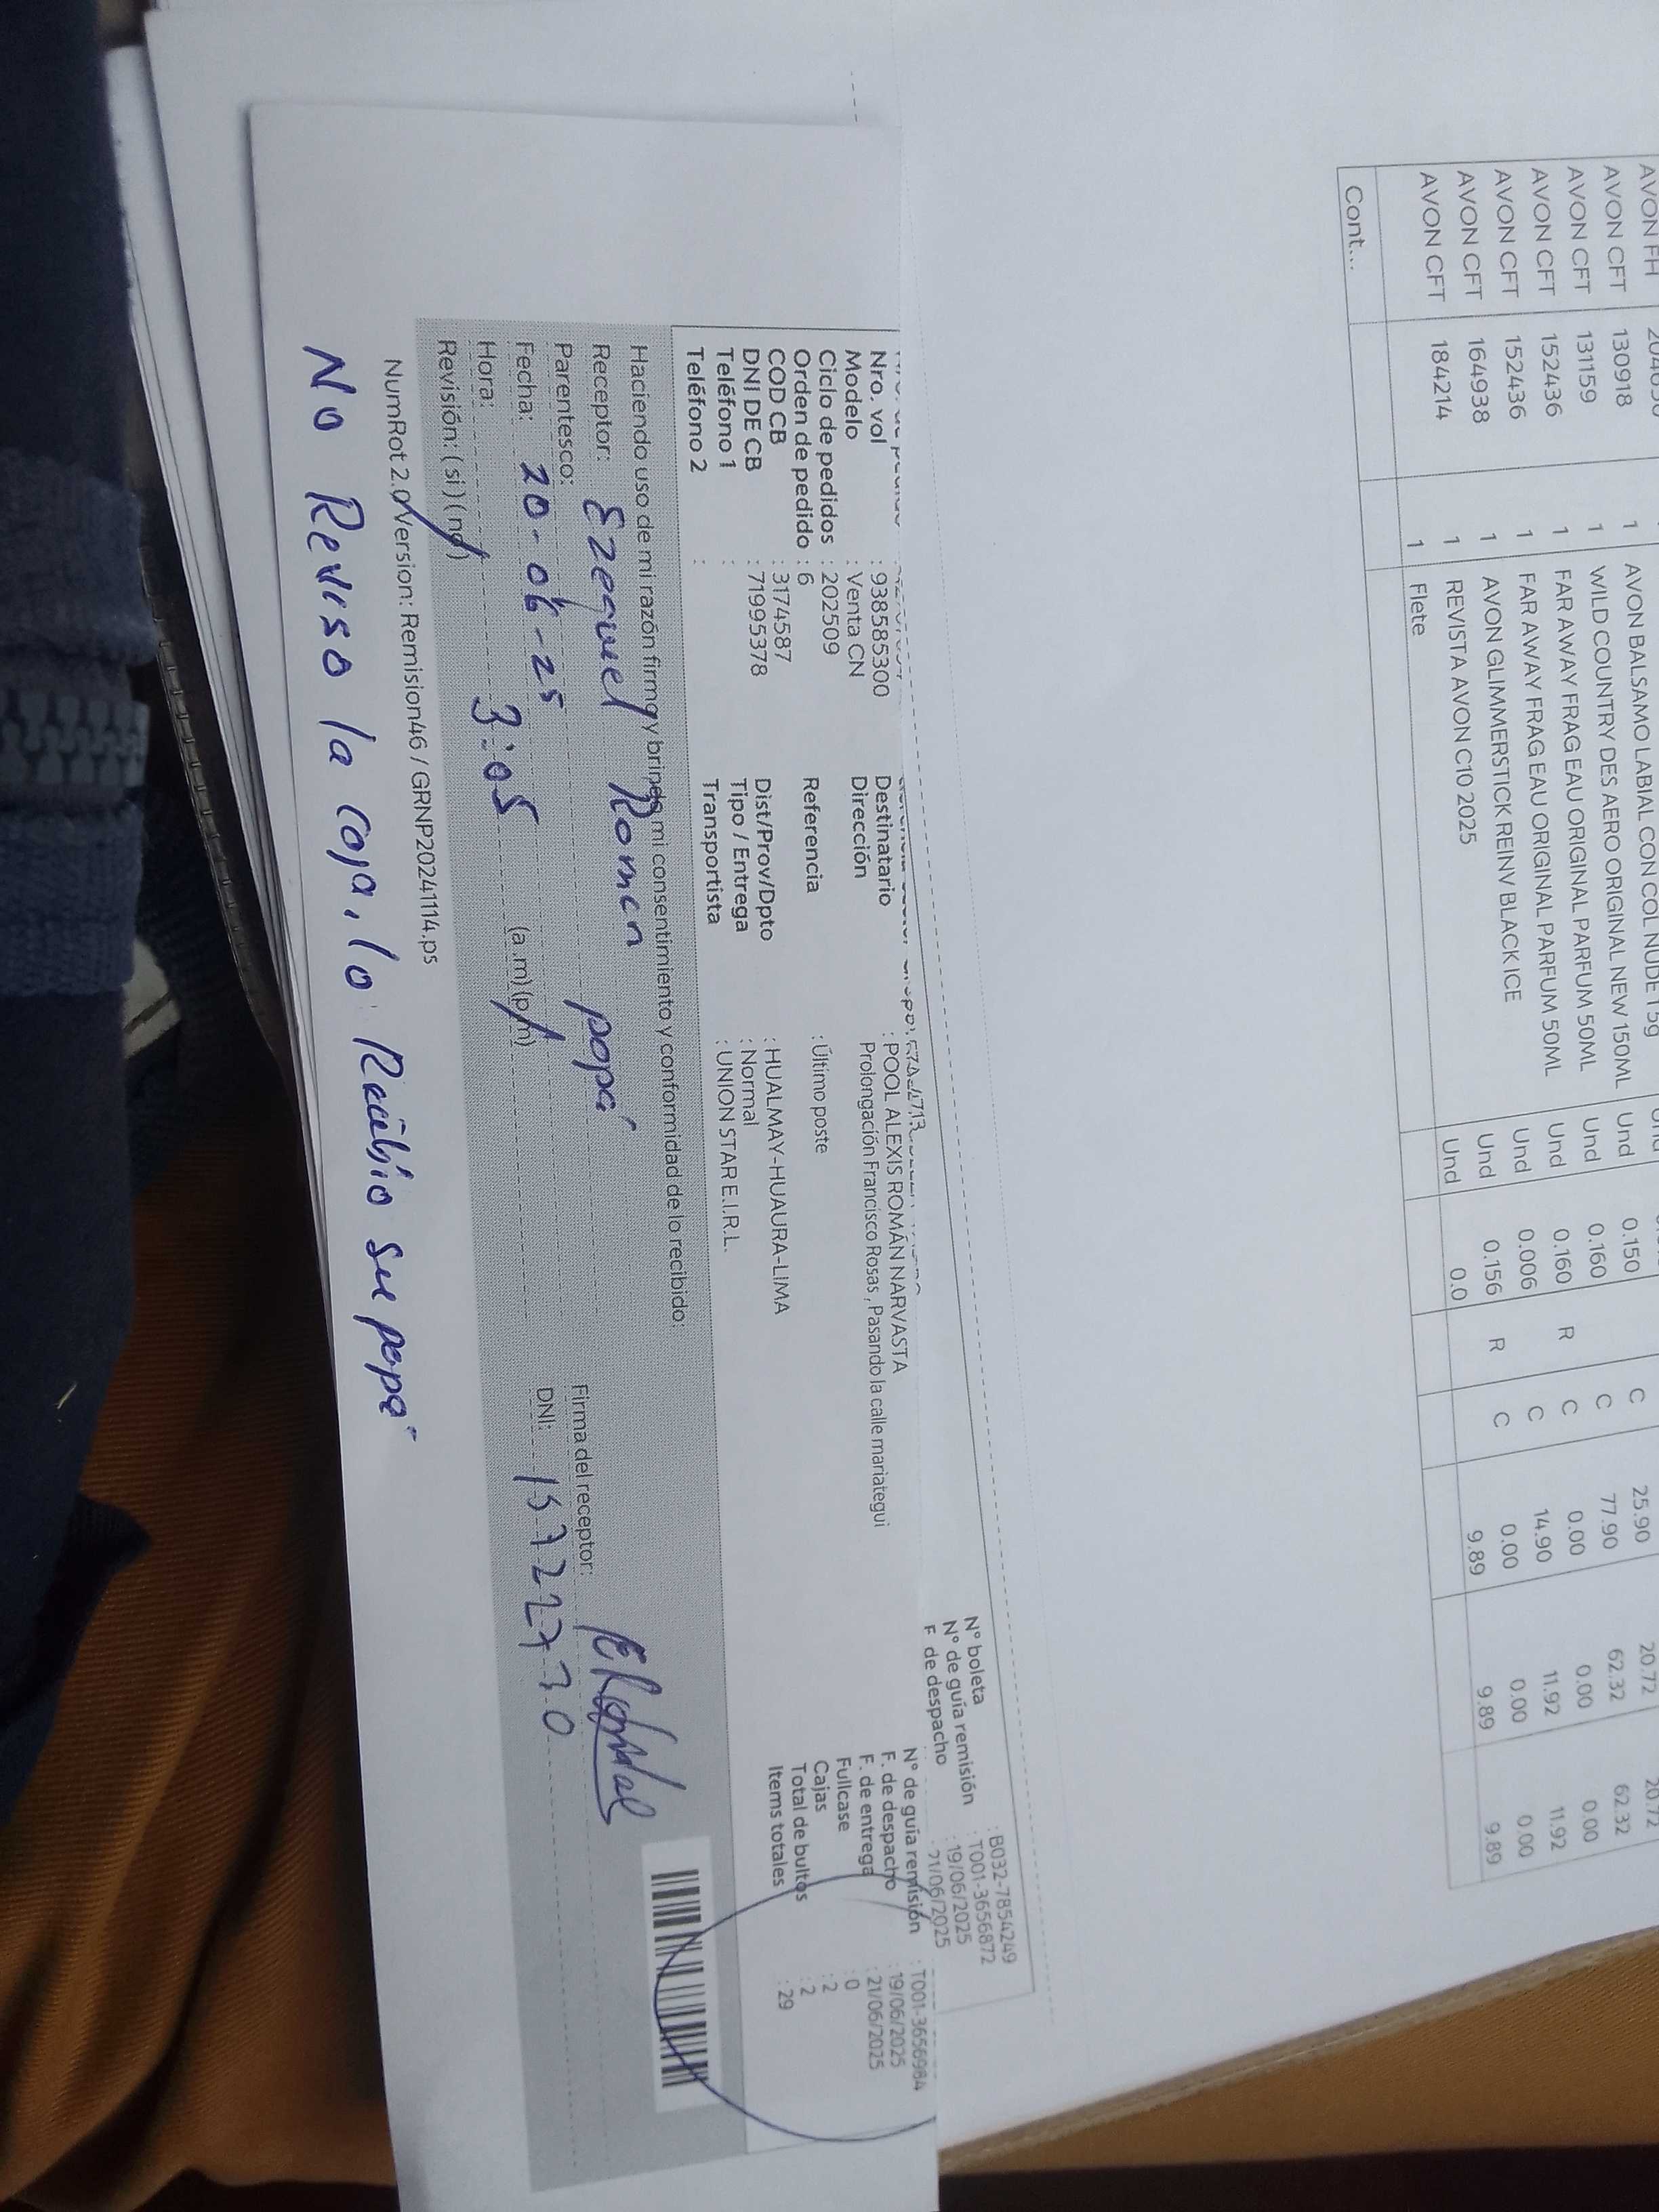 AVON FH
AVON CFT 130918 1 AVON BALSAMO LABIAL CON COL NUDE 15g Und 0.150 C 25.90 20.72 20.72
AVON CFT 131159 1 WILD COUNTRY DES AERO ORIGINAL NEW 150ML Und 0.160 C 77.90 62.32 62.32
AVON CFT 152436 1 FAR AWAY FRAG EAU ORIGINAL PARFUM 50ML Und 0.160 R C 0.00 0.00 0.00
AVON CFT 152436 1 FAR AWAY FRAG EAU ORIGINAL PARFUM 50ML Und 0.006 C 14.90 11.92 11.92
AVON CFT 164938 1 AVON GLIMMERSTICK REINV BLACK ICE Und 0.156 R C 0.00 0.00 0.00
AVON CFT 184214 1 REVISTA AVON C10 2025 Und 0.0 9.89 9.89 9.89
1 Flete
Cont...
N° boleta : B032-7854249
N° de guía remisión : T001-3656872
F de despacho : 19/06/2025
21/06/2025
Nro. vol : 938585300 Destinatario : POOL ALEXIS ROMÁN NARVASTA N° de guía remisión : T001-3656984
Modelo : Venta CN Dirección Prolongación Francisco Rosas , Pasando la calle mariategui F. de despacho : 19/06/2025
Ciclo de pedidos : 202509 F. de entrega : 21/06/2025
Orden de pedido : 6 Referencia : Último poste Fullcase : 0
COD CB : 3174587 Cajas : 2
DNI DE CB : 71995378 Dist/Prov/Dpto : HUALMAY-HUAURA-LIMA Total de bultos : 2
Teléfono 1 : Tipo / Entrega : Normal Items totales : 29
Teléfono 2 : Transportista : UNION STAR E.I.R.L.
Haciendo uso de mi razón firmo y brindo mi consentimiento y conformidad de lo recibido:
Receptor: Ezequiel Roman
Parentesco: papá Firma del receptor:
Fecha: 20-06-25 DNI: 15722730
Hora: 3:05 (a.m) (p.m)
Revisión: ( si ) ( no )
NumRot 2.0 Version: Remision46 / GRNP20241114.ps
No Reviso la caja, lo Recibio su papá